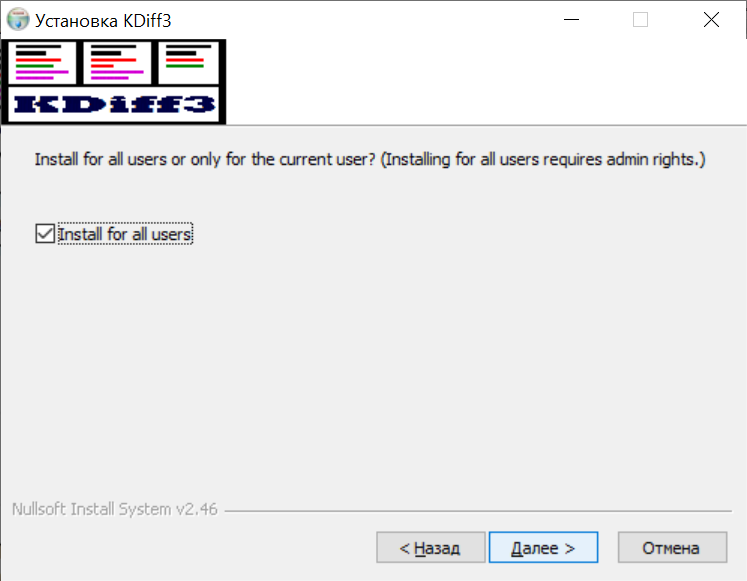 Установка KDiff3
KDiff3
Install for all users or only for the current user? (Installing for all users requires admin rights.)
Install for all users
Nullsoft Install System v2.46
< Назад
Далее >
Отмена